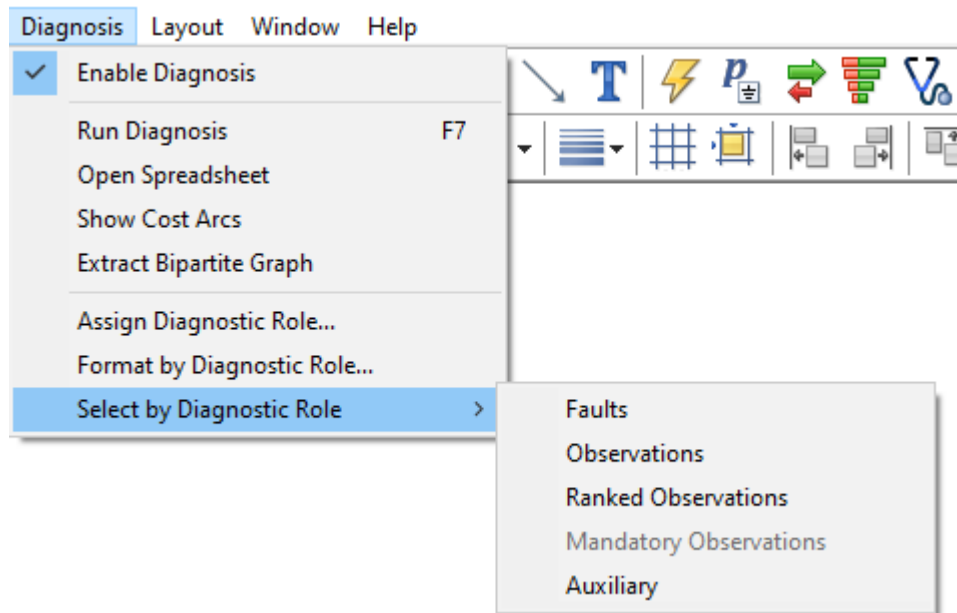 Diagnosis Layout Window Help
Enable Diagnosis
Run Diagnosis F7
Open Spreadsheet
Show Cost Arcs
Extract Bipartite Graph
Assign Diagnostic Role...
Format by Diagnostic Role...
Select by Diagnostic Role
Faults
Observations
Ranked Observations
Mandatory Observations
Auxiliary